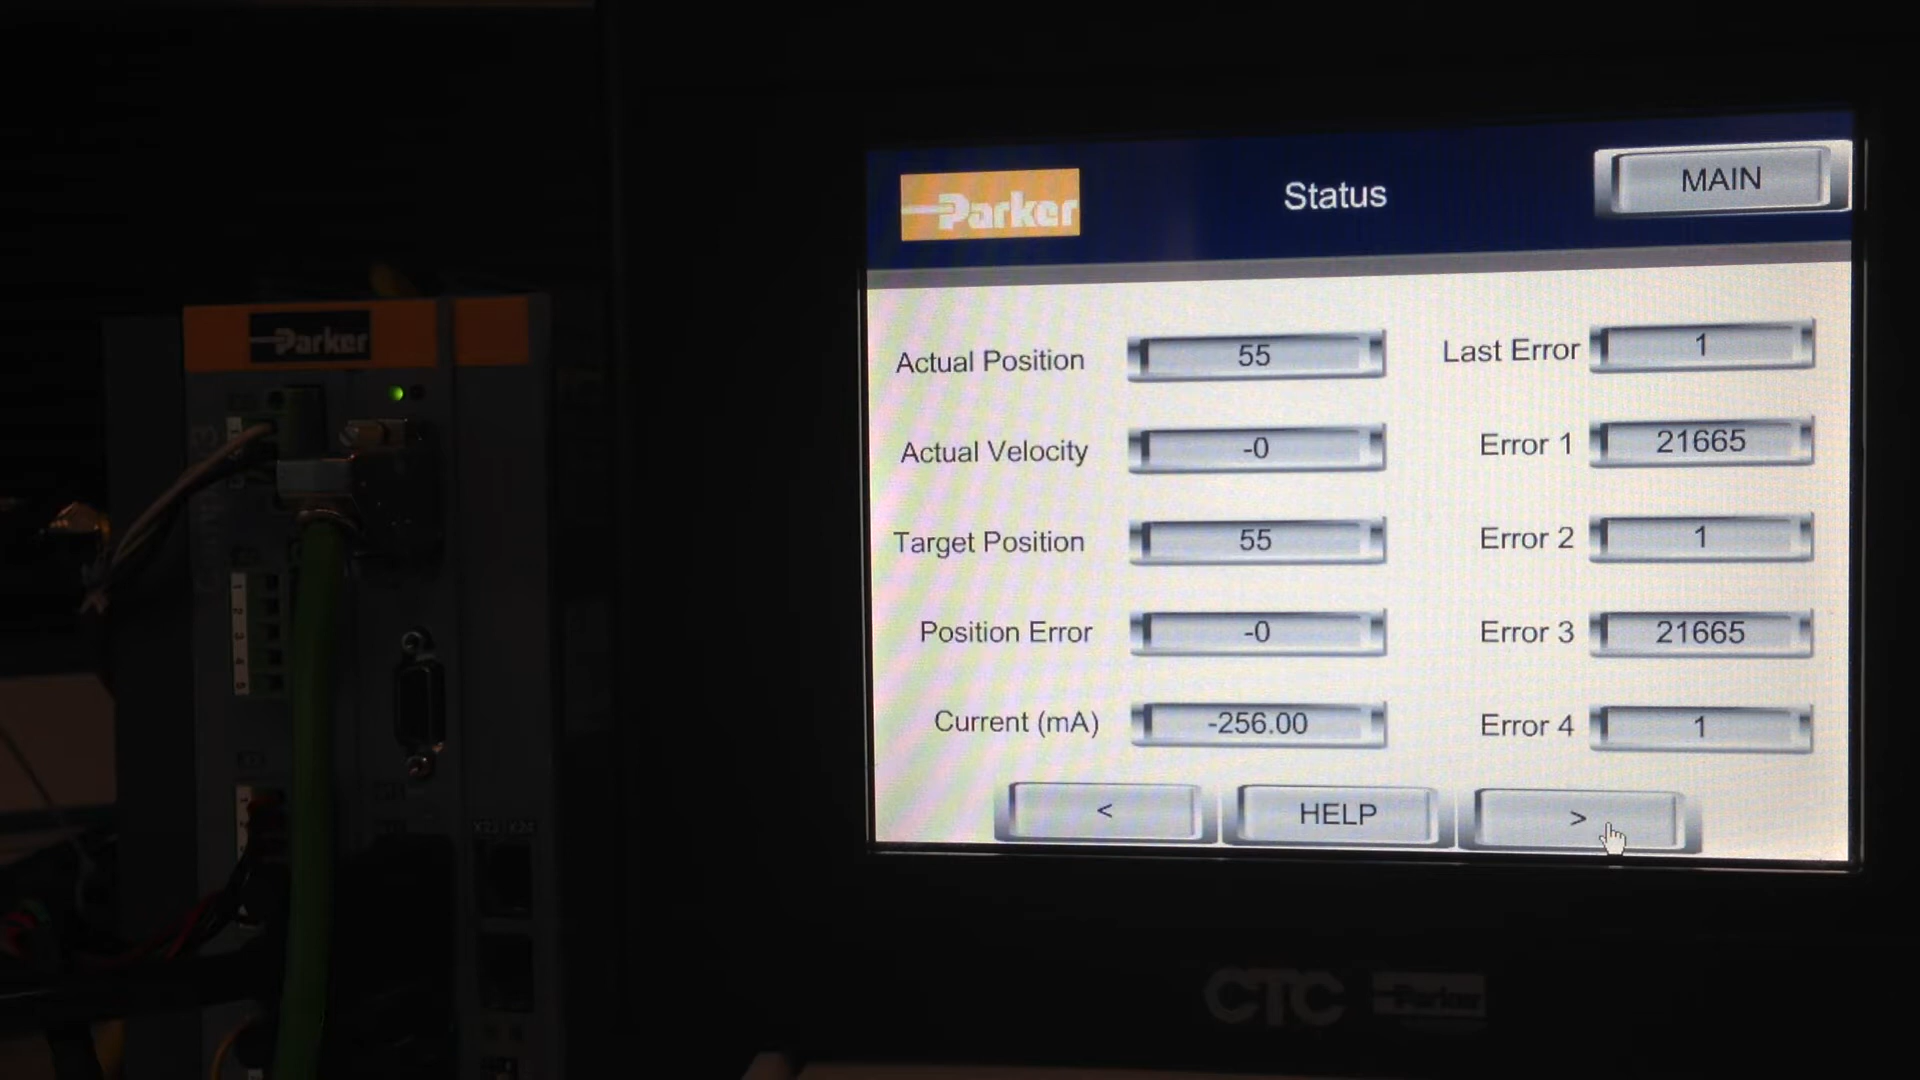 Parker
Status
MAIN
Actual Position 55
Last Error 1
Actual Velocity -0
Error 1 21665
Target Position 55
Error 2 1
Position Error -0
Error 3 21665
Current (mA) -256.00
Error 4 1
<
HELP
>
Parker
CTC Parker